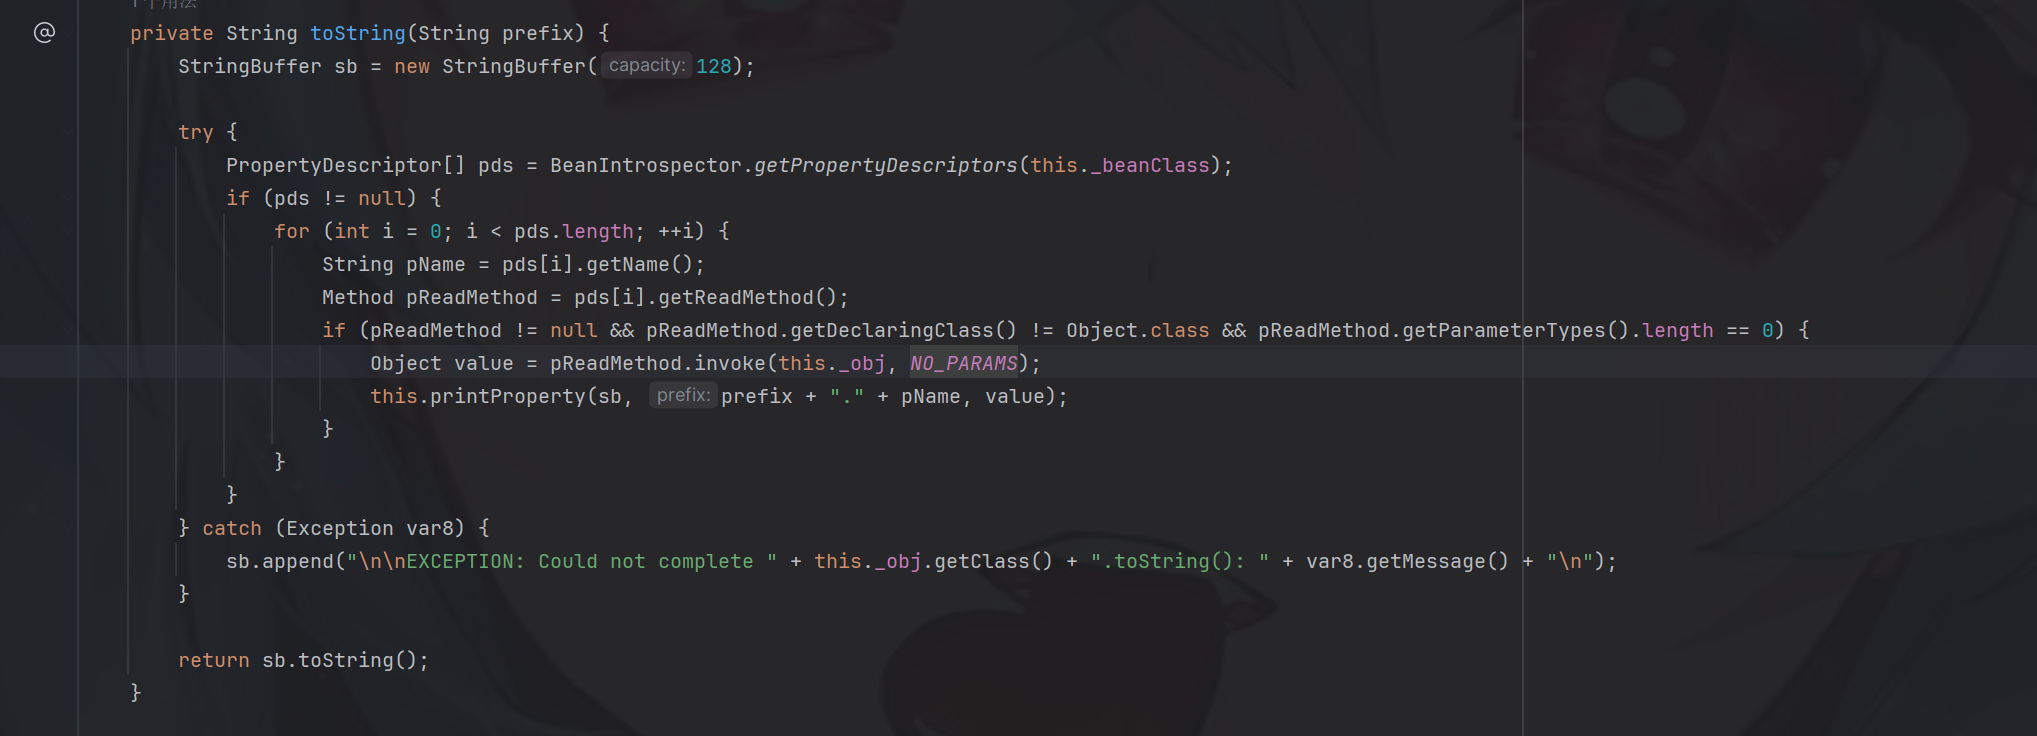 1个用法
@ private String toString(String prefix) {
StringBuffer sb = new StringBuffer( capacity: 128);
try {
PropertyDescriptor[] pds = BeanIntrospector.getPropertyDescriptors(this._beanClass);
if (pds != null) {
for (int i = 0; i < pds.length; ++i) {
String pName = pds[i].getName();
Method pReadMethod = pds[i].getReadMethod();
if (pReadMethod != null && pReadMethod.getDeclaringClass() != Object.class && pReadMethod.getParameterTypes().length == 0) {
Object value = pReadMethod.invoke(this._obj, NO_PARAMS);
this.printProperty(sb, prefix: prefix + "." + pName, value);
}
}
}
} catch (Exception var8) {
sb.append("\n\nEXCEPTION: Could not complete " + this._obj.getClass() + ".toString(): " + var8.getMessage() + "\n");
}
return sb.toString();
}